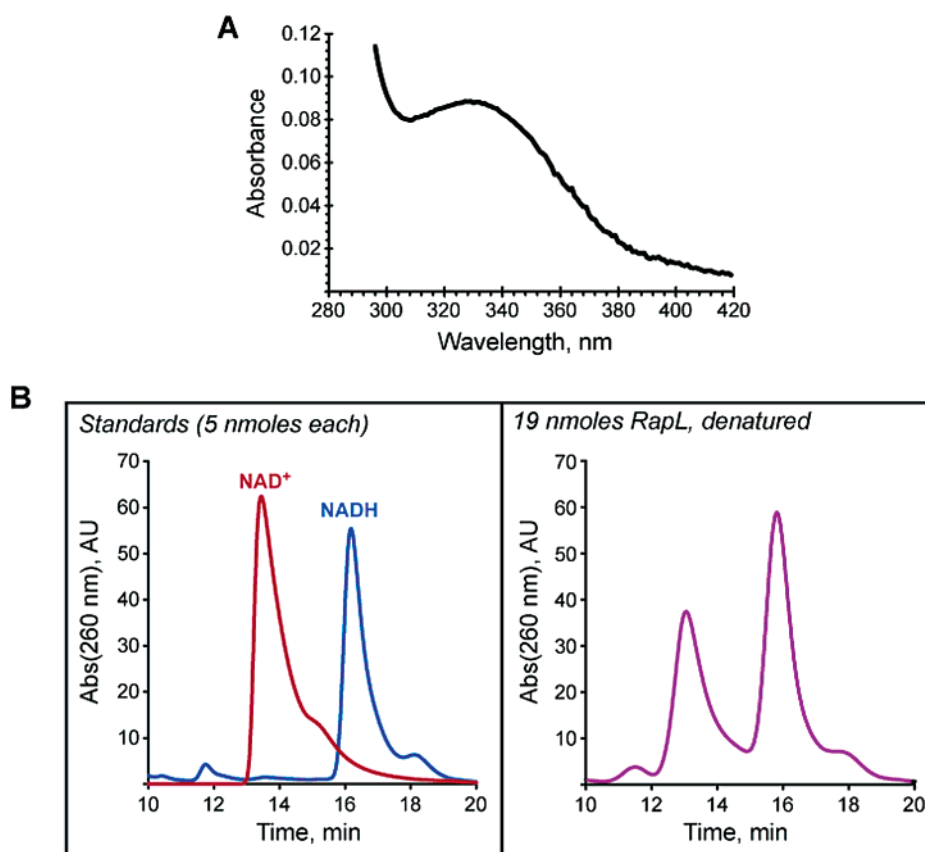 A
0.12
0.10
0.08
0.06
0.04
0.02
Absorbance
280 300 320 340 360 380 400 420
Wavelength, nm
B
Standards (5 nmoles each)
70
60
50
40
30
20
10
Abs(260 nm), AU
NAD⁺
NADH
10 12 14 16 18 20
Time, min
19 nmoles RapL, denatured
70
60
50
40
30
20
10
Abs(260 nm), AU
10 12 14 16 18 20
Time, min